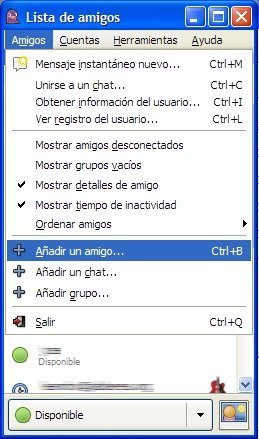 Lista de amigos
Amigos Cuentas Herramientas Ayuda
Mensaje instantáneo nuevo... Ctrl+M
Unirse a un chat... Ctrl+C
Obtener información del usuario... Ctrl+I
Ver registro del usuario... Ctrl+L
Mostrar amigos desconectados
Mostrar grupos vacíos
Mostrar detalles de amigo
Mostrar tiempo de inactividad
Ordenar amigos
Añadir un amigo... Ctrl+B
Añadir un chat...
Añadir grupo...
Salir Ctrl+Q
Disponible
Disponible